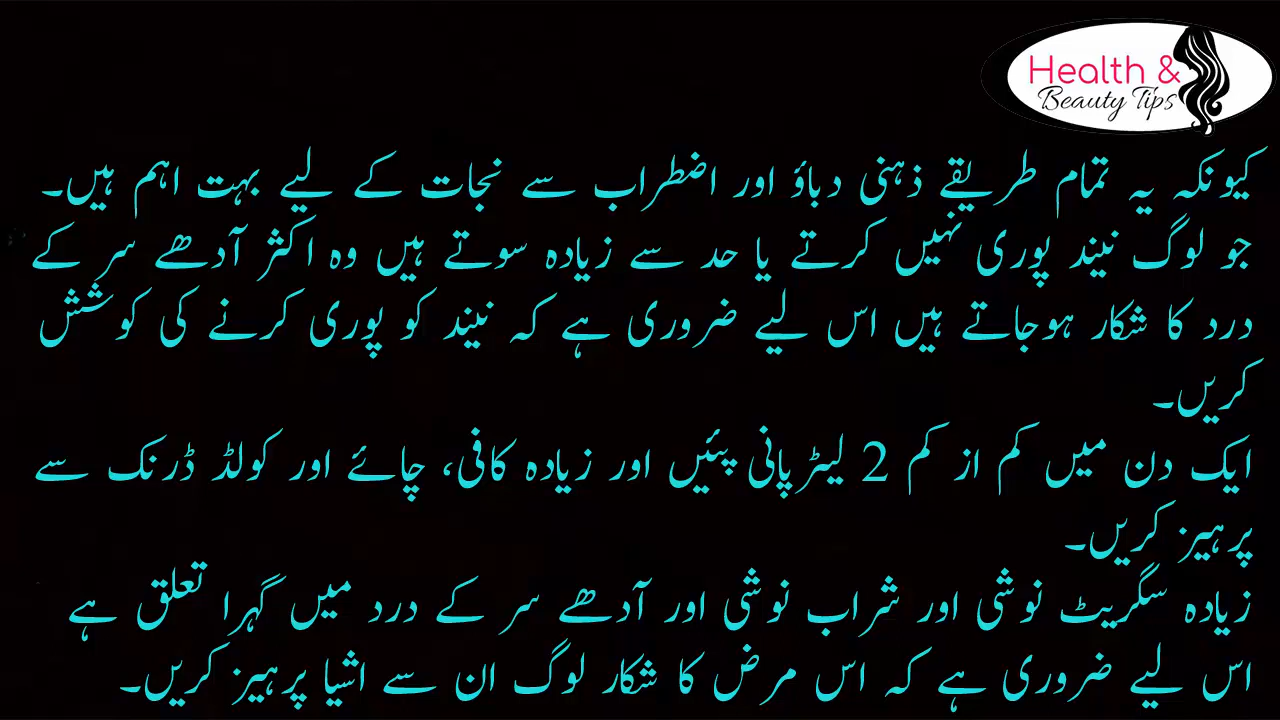 Health &
Beauty Tips
کیونکہ یہ تمام طریقے ذہنی دباؤ اور اضطراب سے نجات کے لیے بہت اہم ہیں۔
جو لوگ نیند پوری نہیں کرتے یا حد سے زیادہ سوتے ہیں وہ اکثر آدھے سر کے
درد کا شکار ہوجاتے ہیں اس لیے ضروری ہے کہ نیند کو پوری کرنے کی کوشش
کریں۔
ایک دن میں کم از کم 2 لیٹر پانی پئیں اور زیادہ کافی، چائے اور کولڈ ڈرنک سے
پرہیز کریں۔
زیادہ سگریٹ نوشی اور شراب نوشی اور آدھے سر کے درد میں گہرا تعلق ہے
اس لیے ضروری ہے کہ اس مرض کا شکار لوگ ان سے اشیا پرہیز کریں۔